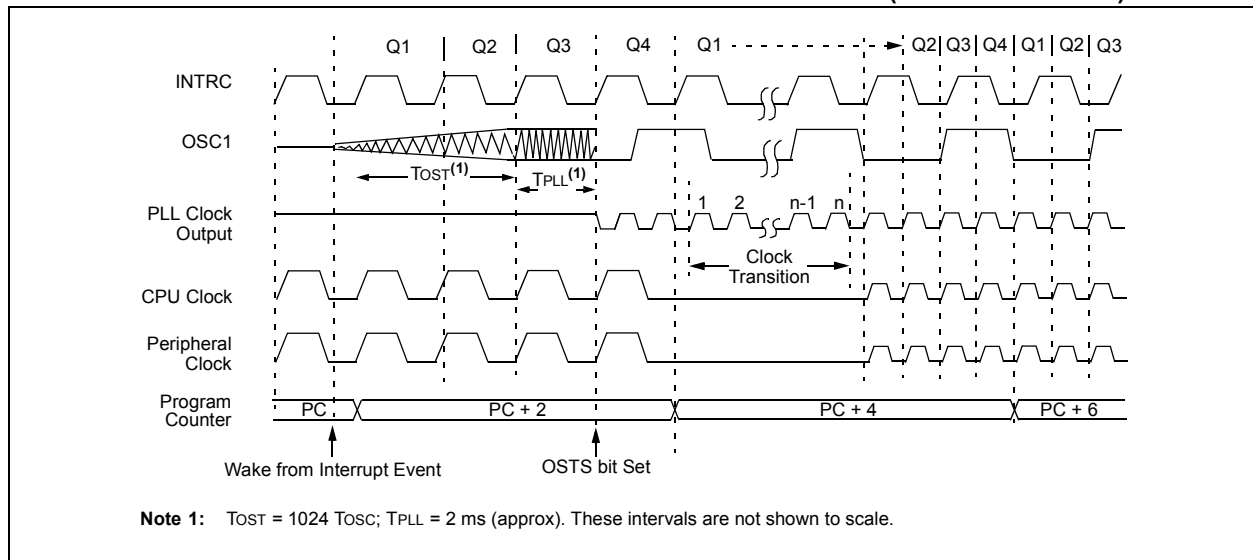 Q1 Q2 Q3 Q4 Q1 Q2 Q3 Q4 Q1 Q2 Q3
INTRC
OSC1
TOST(1) TPLL(1)
1 2 n-1 n
PLL Clock
Output
Clock
Transition
CPU Clock
Peripheral
Clock
Program
Counter
PC PC + 2 PC + 4 PC + 6
Wake from Interrupt Event OSTS bit Set
Note 1: TOST = 1024 TOSC; TPLL = 2 ms (approx). These intervals are not shown to scale.